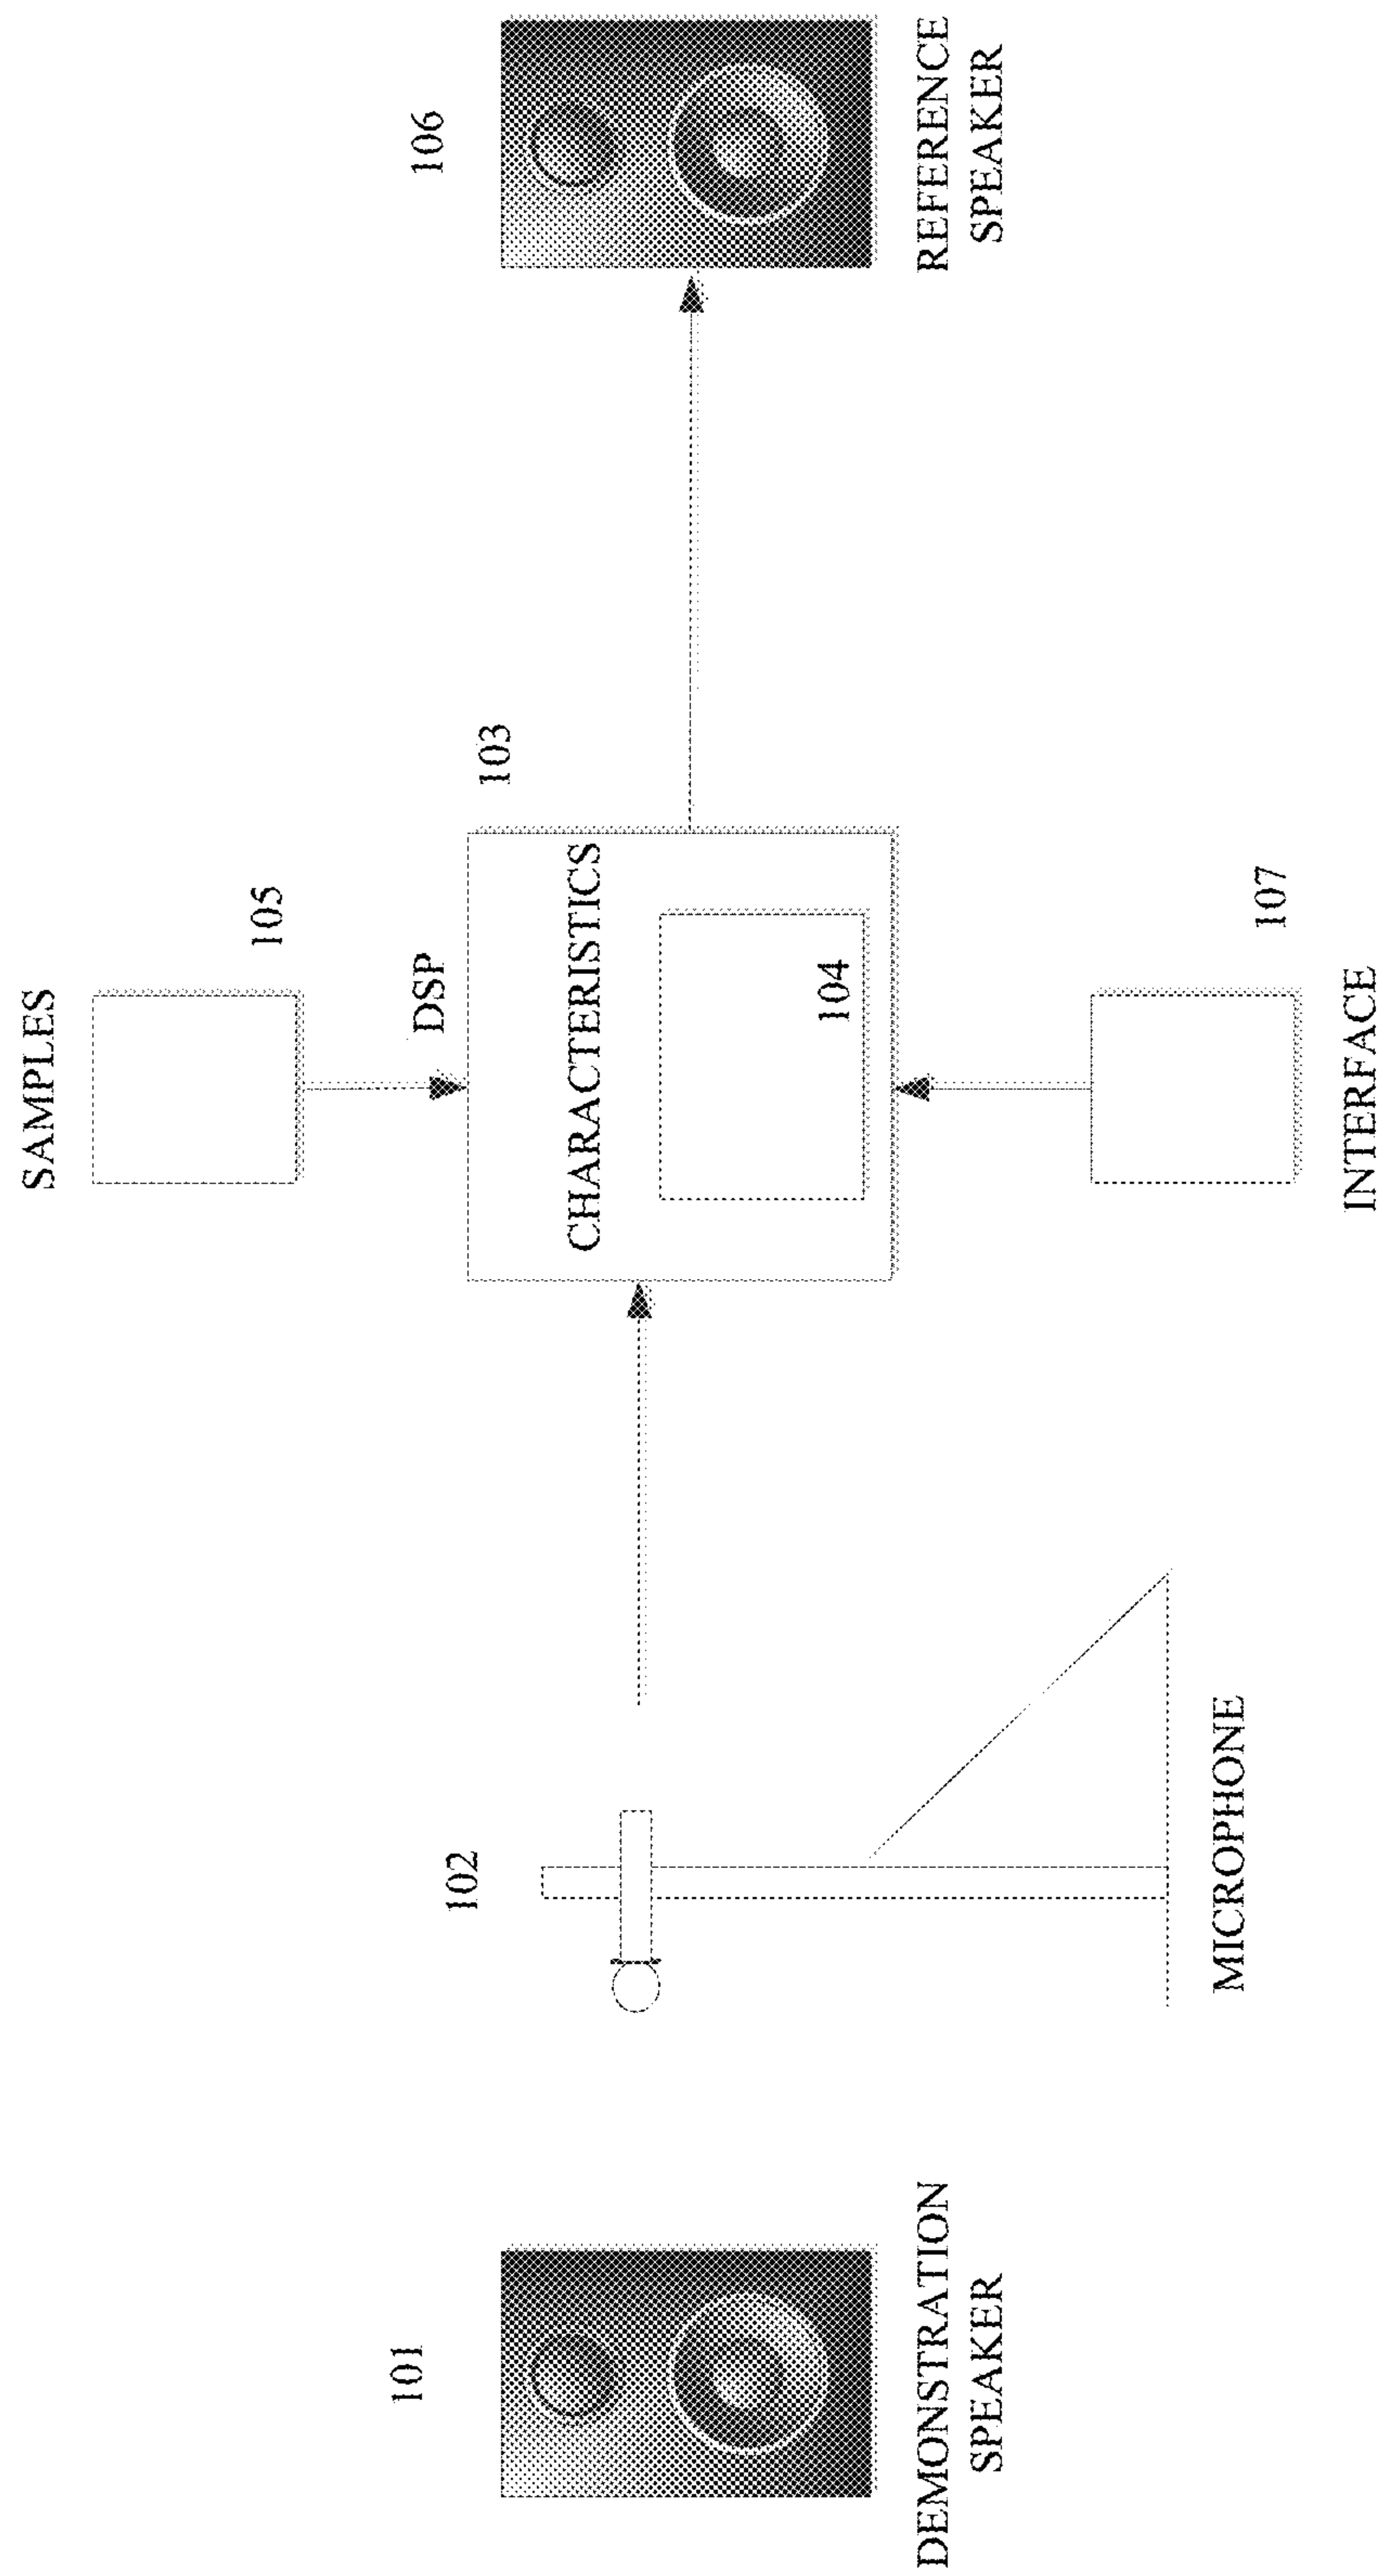 SAMPLES
105
DSP
103
CHARACTERISTICS
104
101
102
106
DEMONSTRATION
SPEAKER
MICROPHONE
INTERFACE
107
REFERENCE
SPEAKER